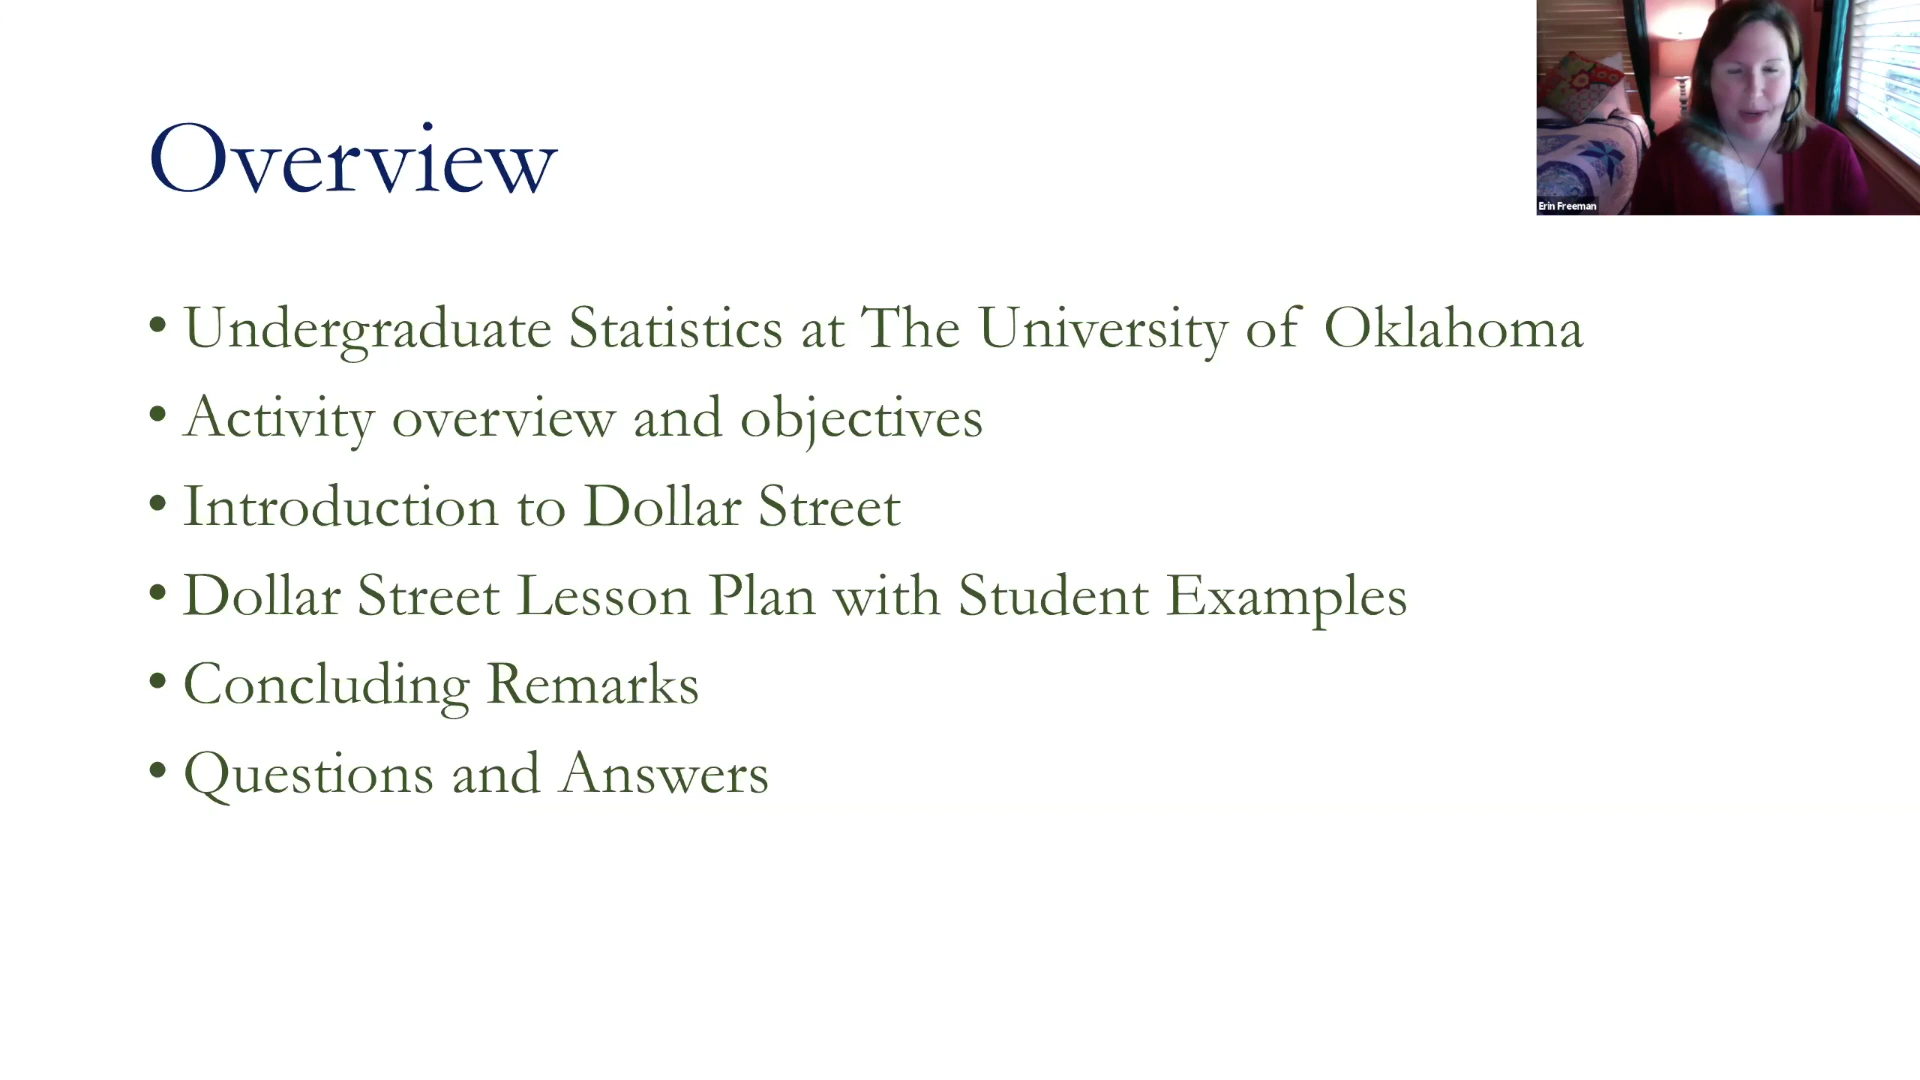 Overview
Erin Freeman
• Undergraduate Statistics at The University of Oklahoma
• Activity overview and objectives
• Introduction to Dollar Street
• Dollar Street Lesson Plan with Student Examples
• Concluding Remarks
• Questions and Answers